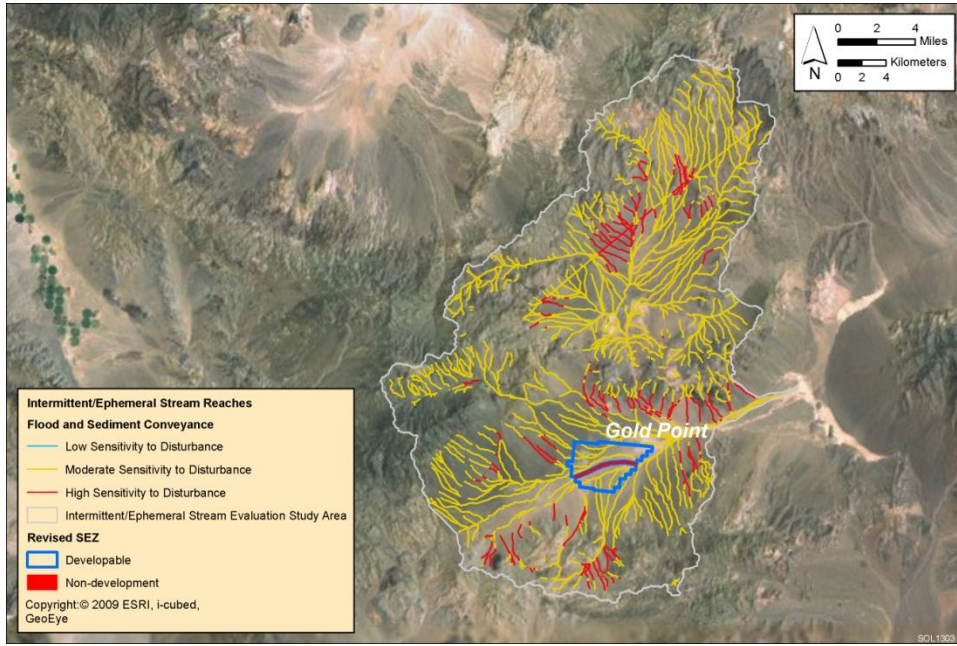 0 2 4
Miles
Kilometers
0 2 4
N
Gold Point
Intermittent/Ephemeral Stream Reaches
Flood and Sediment Conveyance
Low Sensitivity to Disturbance
Moderate Sensitivity to Disturbance
High Sensitivity to Disturbance
Intermittent/Ephemeral Stream Evaluation Study Area
Revised SEZ
Developable
Non-development
Copyright:© 2009 ESRI, i-cubed,
GeoEye
SOL1303